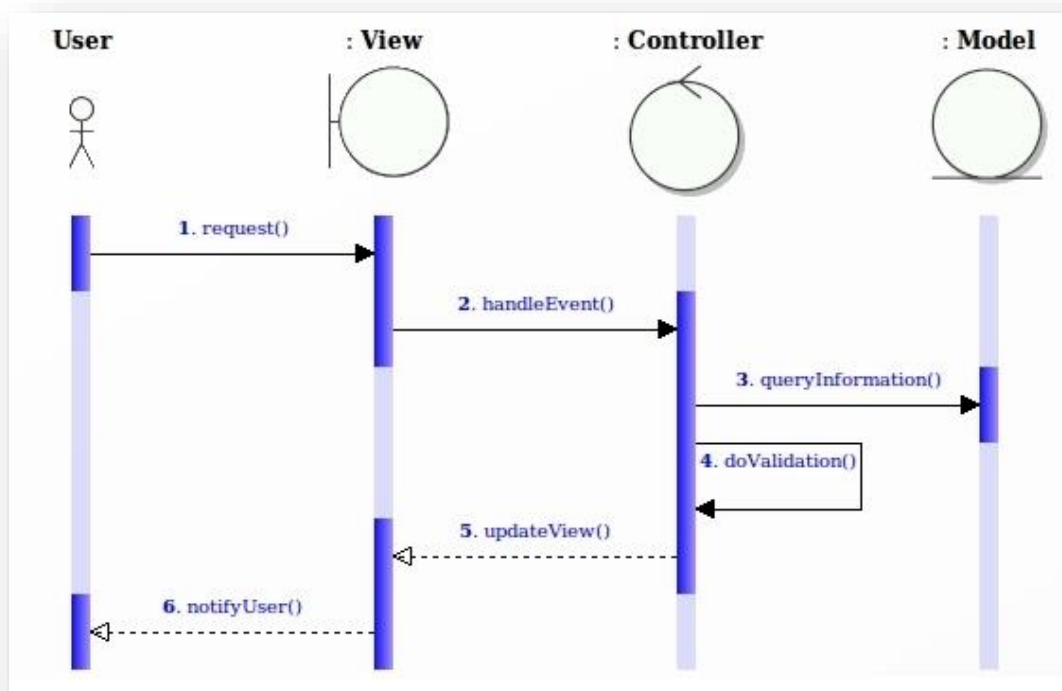 User
: View
: Controller
: Model
1. request()
2. handleEvent()
3. queryInformation()
4. doValidation()
5. updateView()
6. notifyUser()